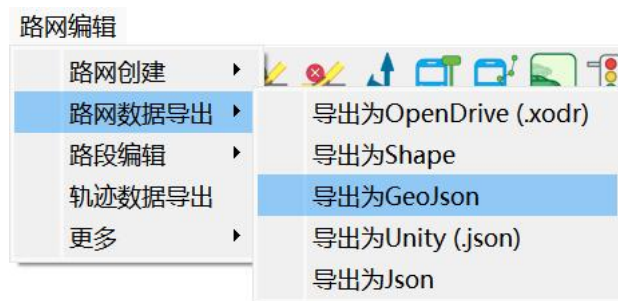 路网编辑
路网创建
路网数据导出
路段编辑
轨迹数据导出
更多
导出为OpenDrive (.xodr)
导出为Shape
导出为GeoJson
导出为Unity (.json)
导出为Json